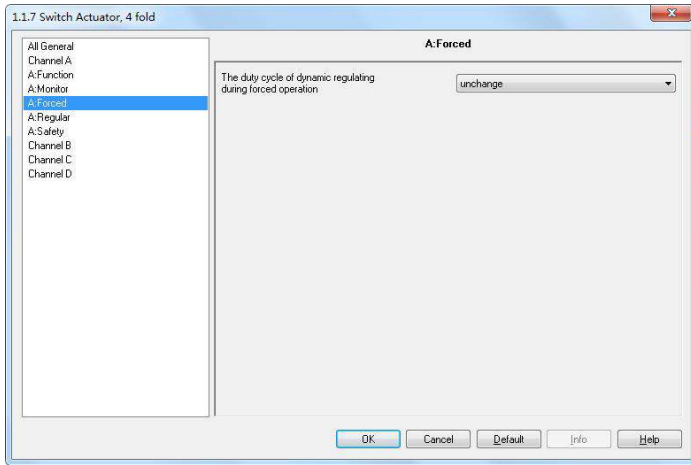 1.1.7 Switch Actuator, 4 fold
All General
Channel A
A:Function
A:Monitor
A:Forced
A:Regular
A:Safety
Channel B
Channel C
Channel D
A:Forced
The duty cycle of dynamic regulating
during forced operation
unchange
OK
Cancel
Default
Info
Help